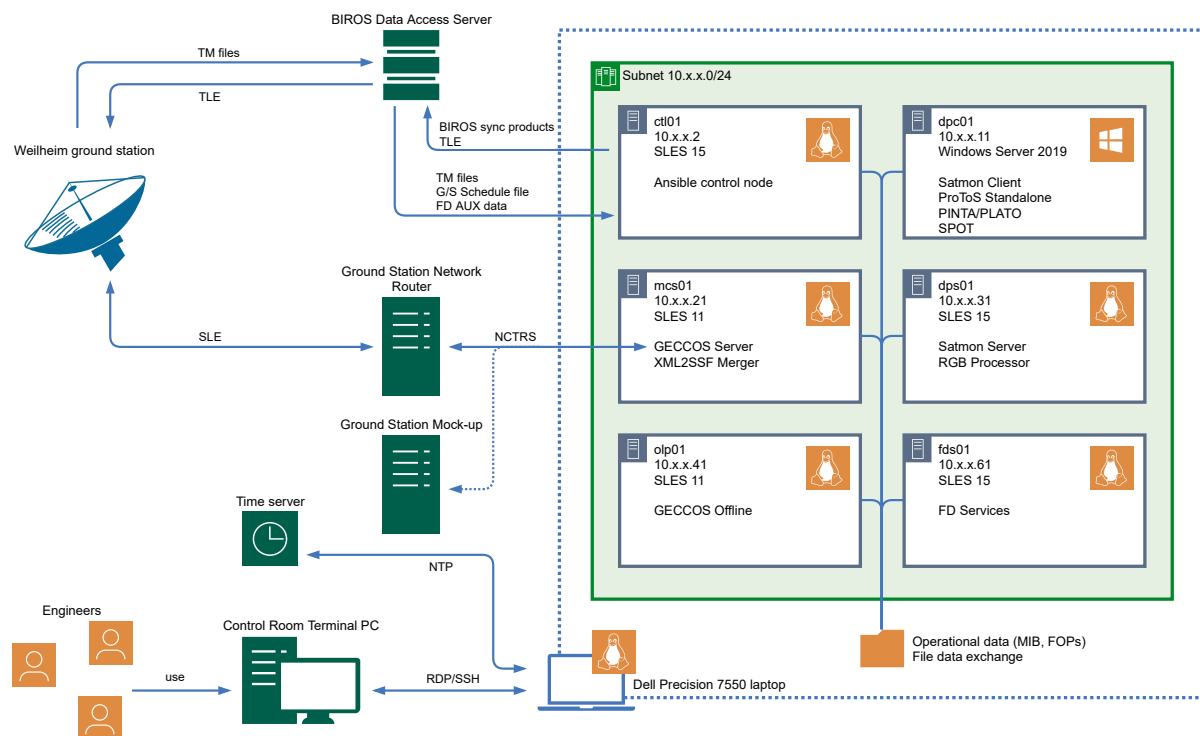 BIROS Data Access Server
TM files
TLE
Weilheim ground station
BIROS sync products
TLE
TM files
G/S Schedule file
FD AUX data
Subnet 10.x.x.0/24
ctl01
10.x.x.2
SLES 15
Ansible control node
dpc01
10.x.x.11
Windows Server 2019
Satmon Client
ProToS Standalone
PINTA/PLATO
SPOT
Ground Station Network
Router
SLE
NCTRS
mcs01
10.x.x.21
SLES 11
GECCOS Server
XML2SSF Merger
dps01
10.x.x.31
SLES 15
Satmon Server
RGB Processor
Ground Station Mock-up
olp01
10.x.x.41
SLES 11
GECCOS Offline
fds01
10.x.x.61
SLES 15
FD Services
Time server
NTP
Engineers
use
Control Room Terminal PC
RDP/SSH
Dell Precision 7550 laptop
Operational data (MIB, FOPs)
File data exchange